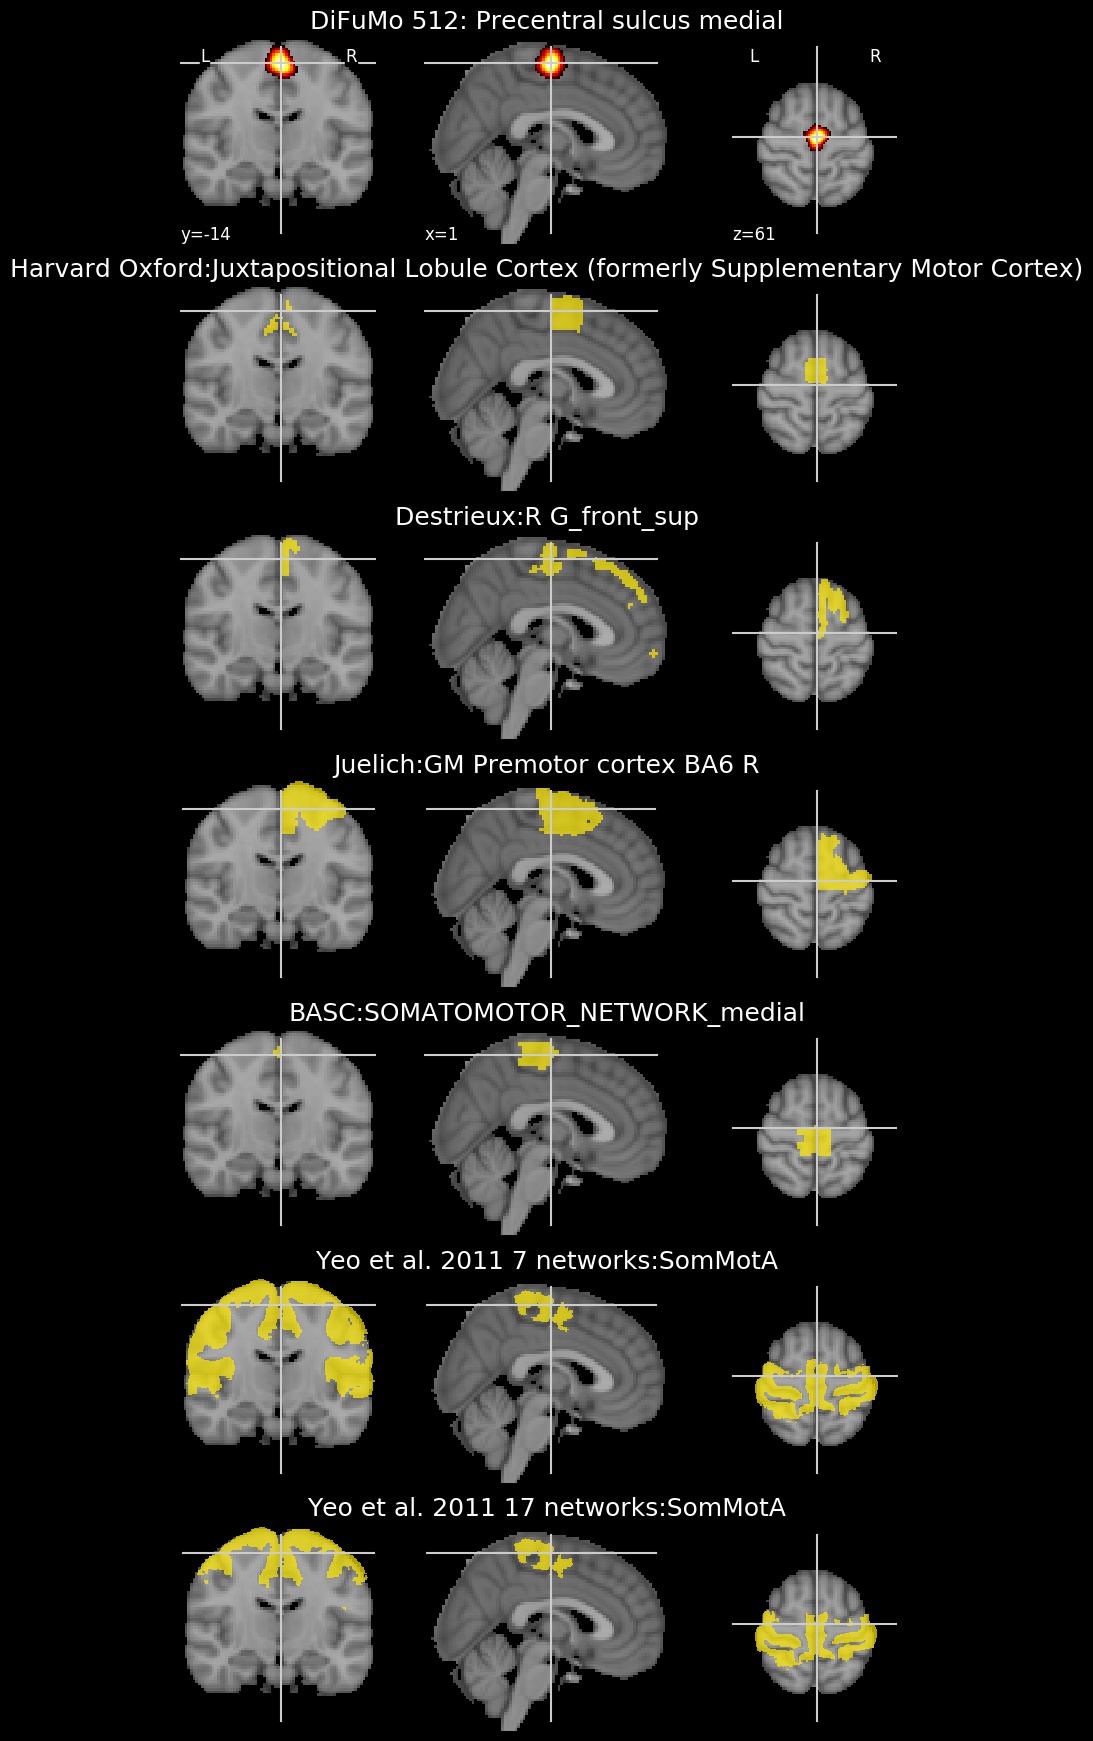 DiFuMo 512: Precentral sulcus medial
L R L R
y=-14 x=1 z=61
Harvard Oxford:Juxtapositional Lobule Cortex (formerly Supplementary Motor Cortex)
Destrieux:R G_front_sup
Juelich:GM Premotor cortex BA6 R
BASC:SOMATOMOTOR_NETWORK_medial
Yeo et al. 2011 7 networks:SomMotA
Yeo et al. 2011 17 networks:SomMotA